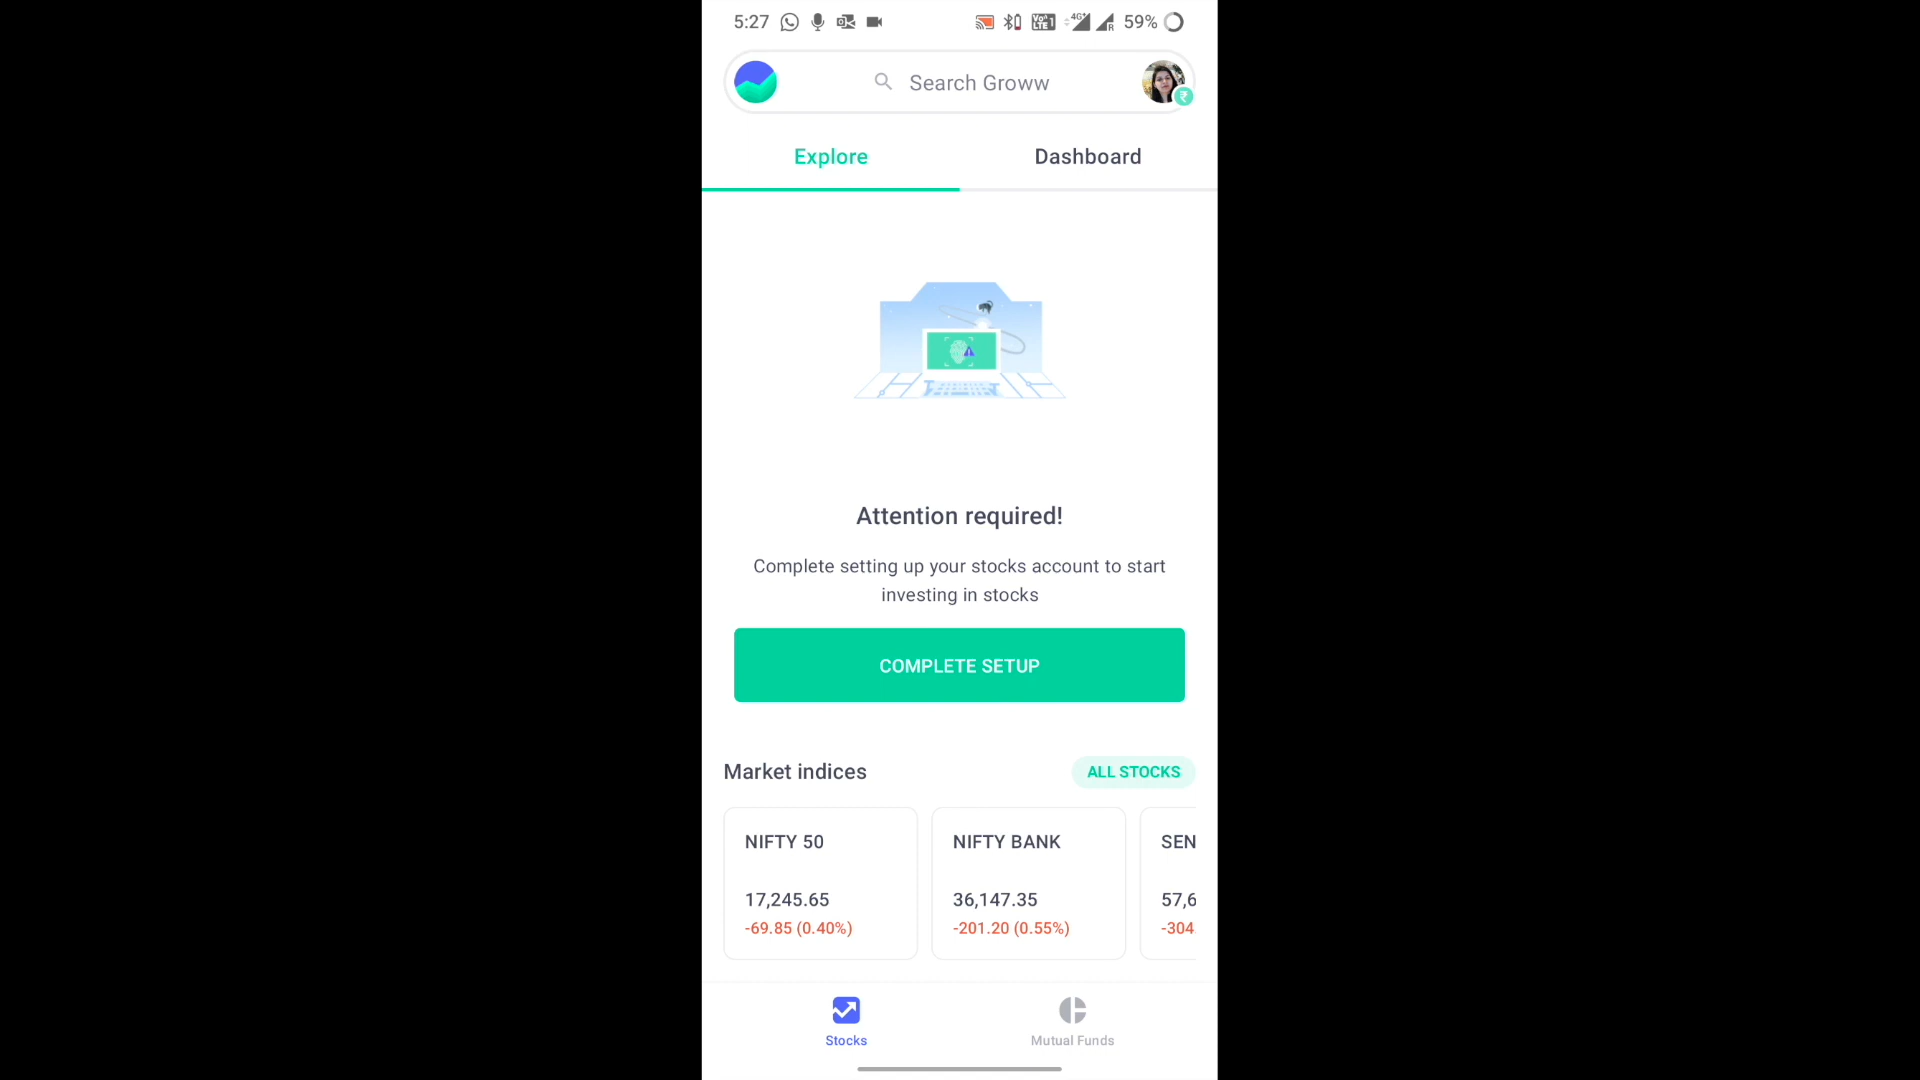 5:27 59%
Search Groww
Explore Dashboard
Attention required!
Complete setting up your stocks account to start
investing in stocks
COMPLETE SETUP
Market indices ALL STOCKS
NIFTY 50 NIFTY BANK SEN
17,245.65 36,147.35 57,6
-69.85 (0.40%) -201.20 (0.55%) -304
Stocks Mutual Funds